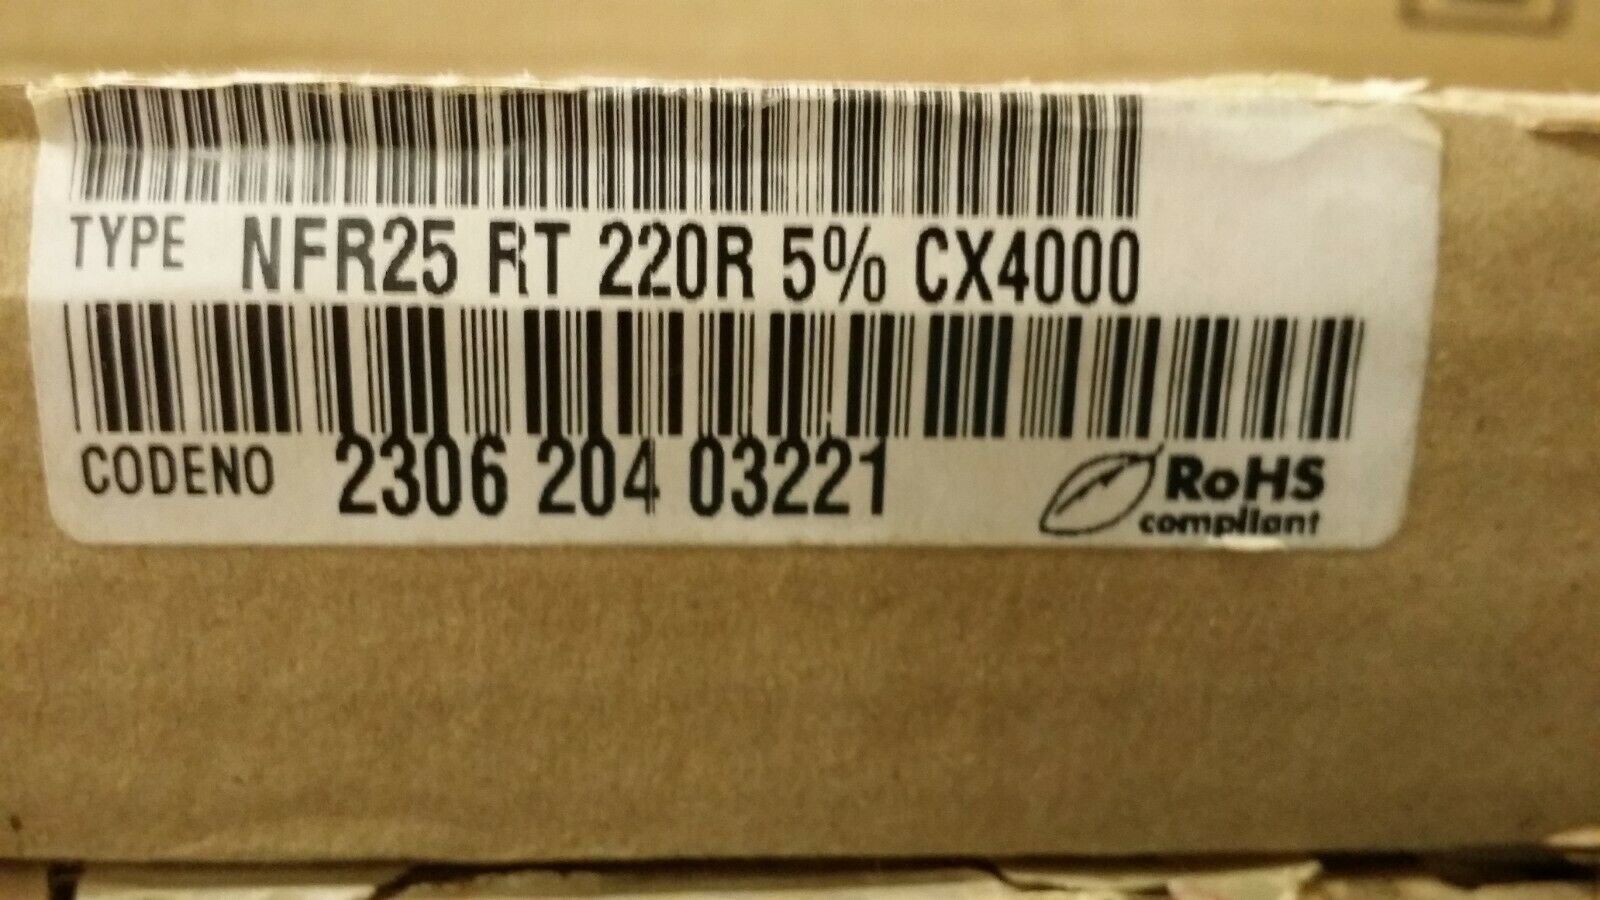 TYPE NFR25 RT 220R 5% CX4000
CODENO 2306 204 03221
RoHS
compliant